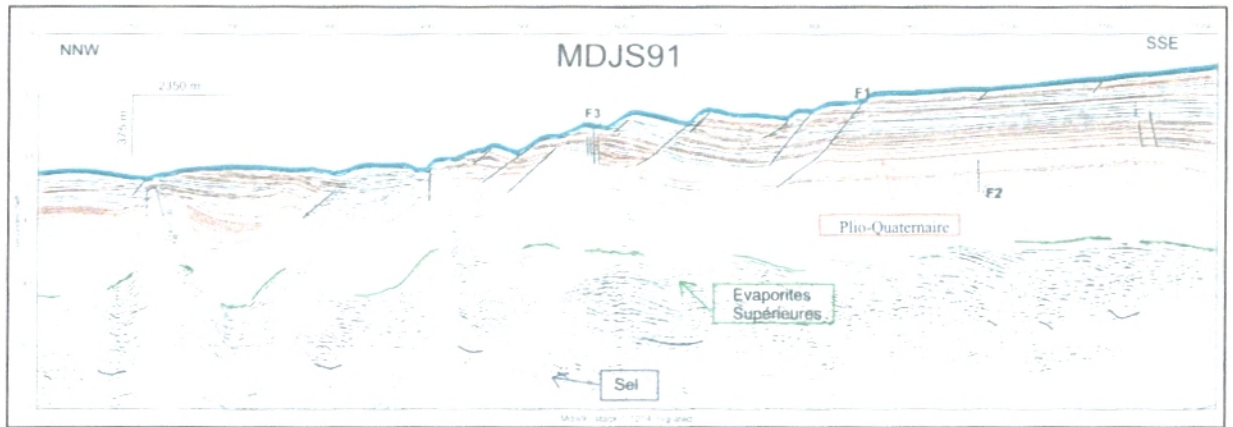 NNW
MDJS91
SSE
2350 m
375 m
F3
F1
F2
Plio-Quaternaire
Evaporites
Supérieures
Sel